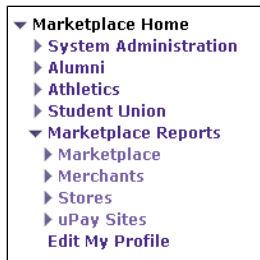 Marketplace Home
System Administration
Alumni
Athletics
Student Union
Marketplace Reports
Marketplace
Merchants
Stores
uPay Sites
Edit My Profile